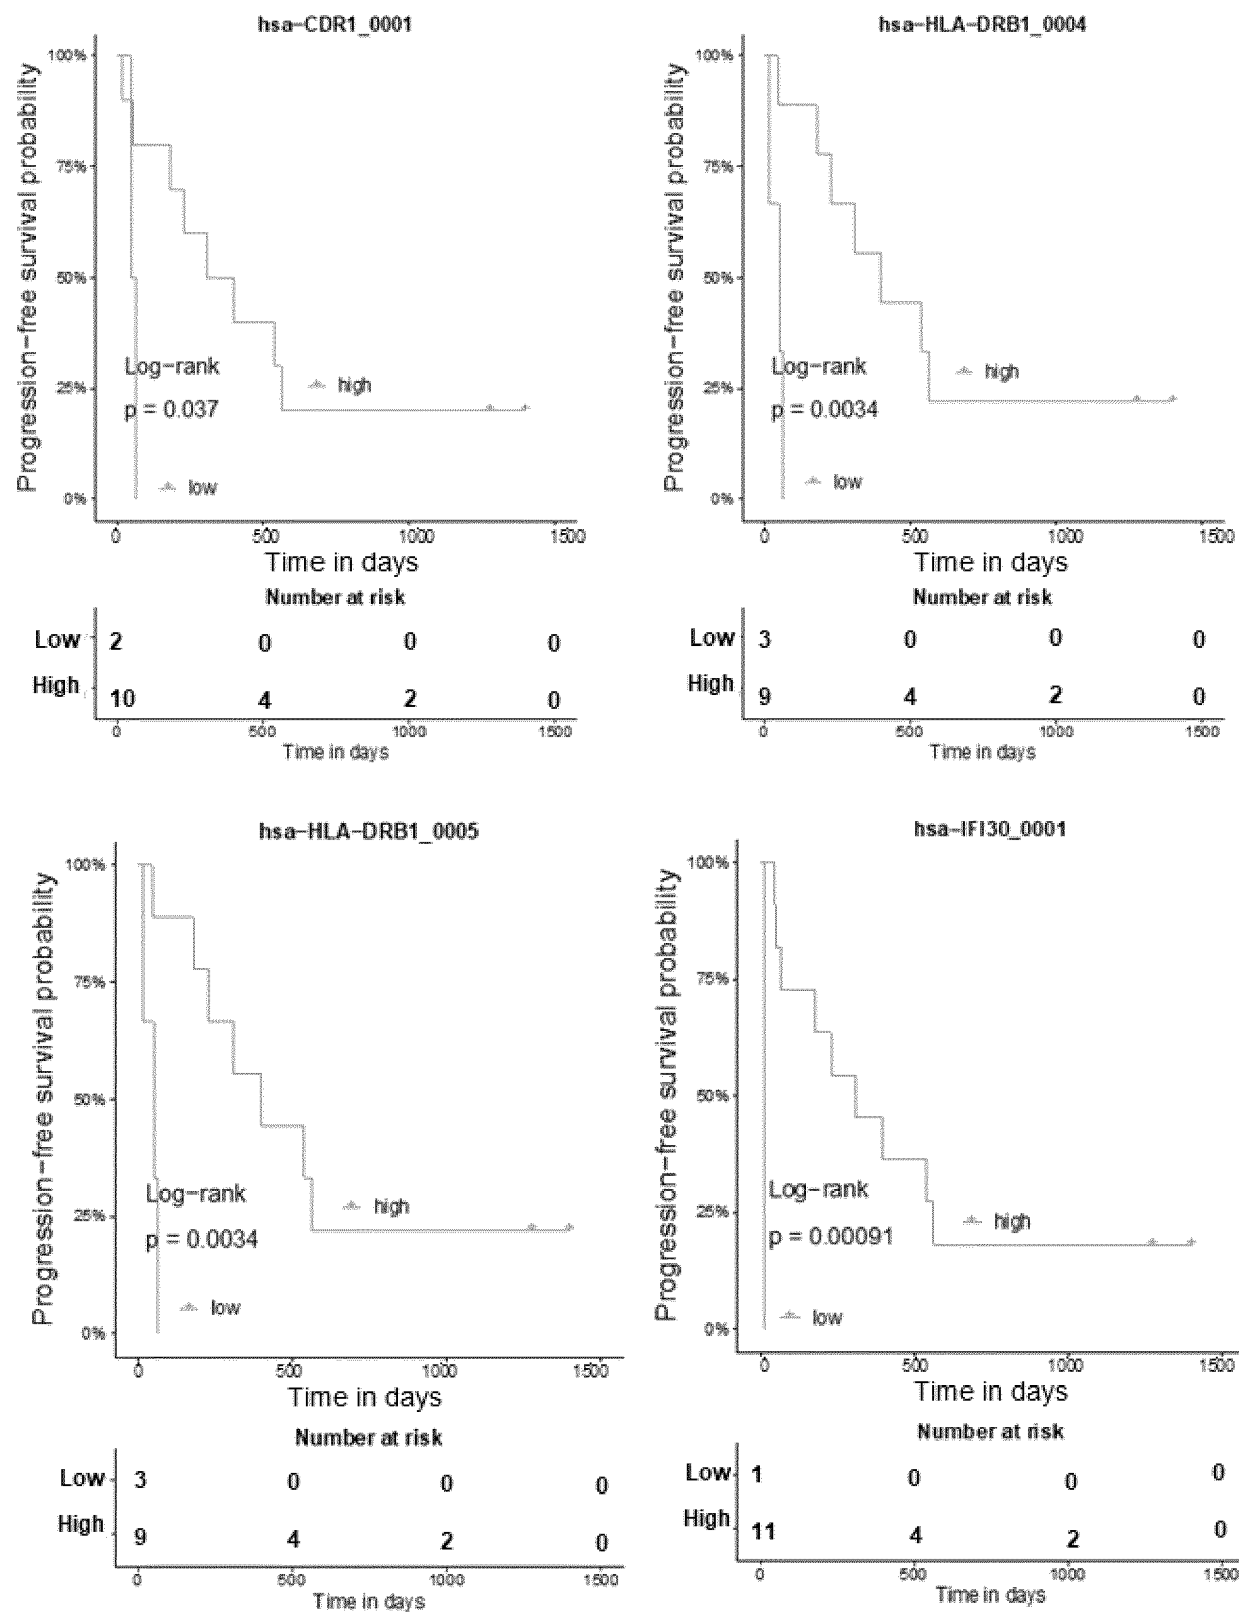 hsa-CDR1_0001
Progression-free survival probability
100%
75%
50%
25%
0%
Log-rank
p = 0.037
high
low
0 500 1000 1500
Time in days
Number at risk
Low 2 0 0 0
High 10 4 2 0
0 500 1000 1500
Time in days
hsa-HLA-DRB1_0004
Progression-free survival probability
100%
75%
50%
25%
0%
Log-rank
p = 0.0034
high
low
0 500 1000 1500
Time in days
Number at risk
Low 3 0 0 0
High 9 4 2 0
0 500 1000 1500
Time in days
hsa-HLA-DRB1_0005
Progression-free survival probability
100%
75%
50%
25%
0%
Log-rank
p = 0.0034
high
low
0 500 1000 1500
Time in days
Number at risk
Low 3 0 0 0
High 9 4 2 0
0 500 1000 1500
Time in days
hsa-IFI30_0001
Progression-free survival probability
100%
75%
50%
25%
0%
Log-rank
p = 0.00091
high
low
0 500 1000 1500
Time in days
Number at risk
Low 1 0 0 0
High 11 4 2 0
0 500 1000 1500
Time in days